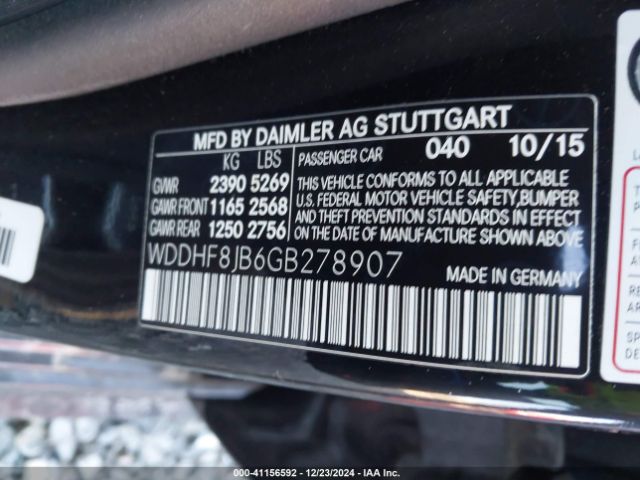 MFD BY DAIMLER AG STUTTGART
KG LBS
GVWR 2390 5269
GAWR FRONT 1165 2568
GAWR REAR 1250 2756
PASSENGER CAR 040 10/15
THIS VEHICLE CONFORMS TO ALL APPLICABLE
U.S. FEDERAL MOTOR VEHICLE SAFETY,BUMPER
AND THEFT PREVENTION STANDARDS IN EFFECT
ON THE DATE OF MANUFACTURE SHOWN ABOVE.
WDDHF8JB6GB278907
MADE IN GERMANY
000-41156592 - 12/23/2024 - IAA Inc.